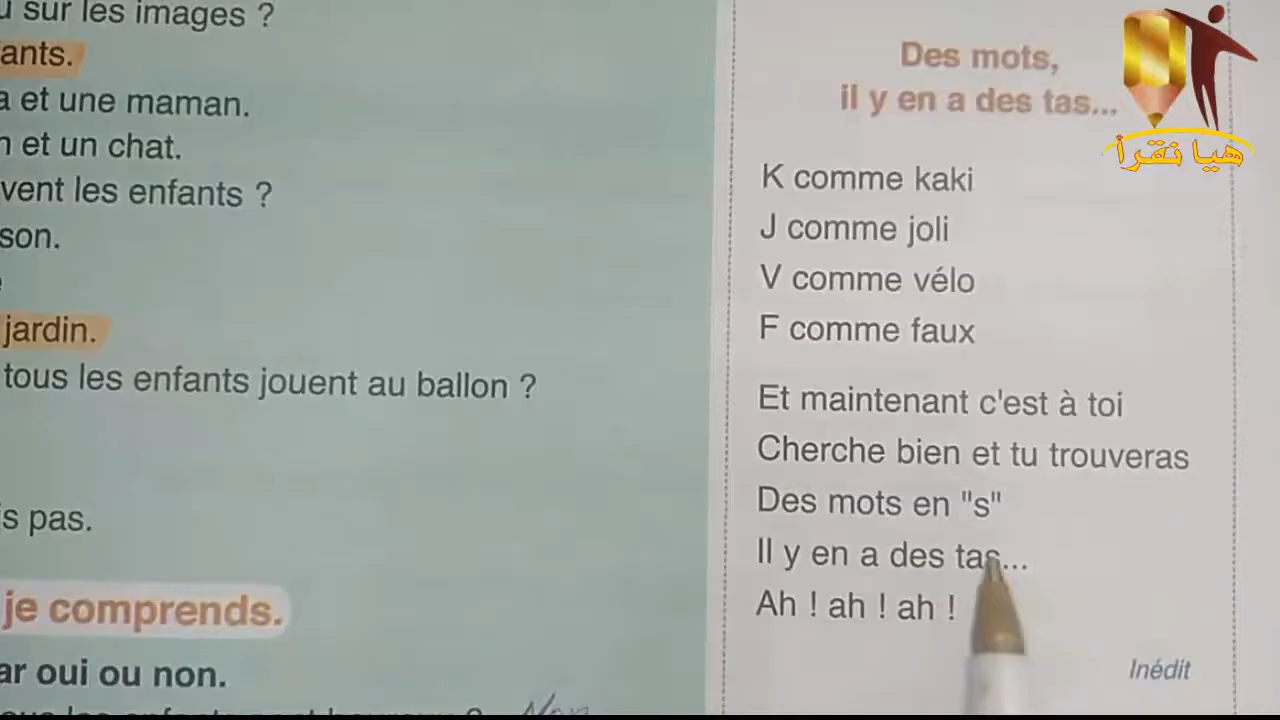 sur les images ?
ants.
a et une maman.
et un chat.
vent les enfants ?
son.
jardin.
tous les enfants jouent au ballon ?
s pas.
je comprends.
ar oui ou non.
Non
Des mots,
il y en a des tas...
K comme kaki
J comme joli
V comme vélo
F comme faux
Et maintenant c'est à toi
Cherche bien et tu trouveras
Des mots en "s"
Il y en a des tas...
Ah ! ah ! ah !
Inédit
هيا نقرأ